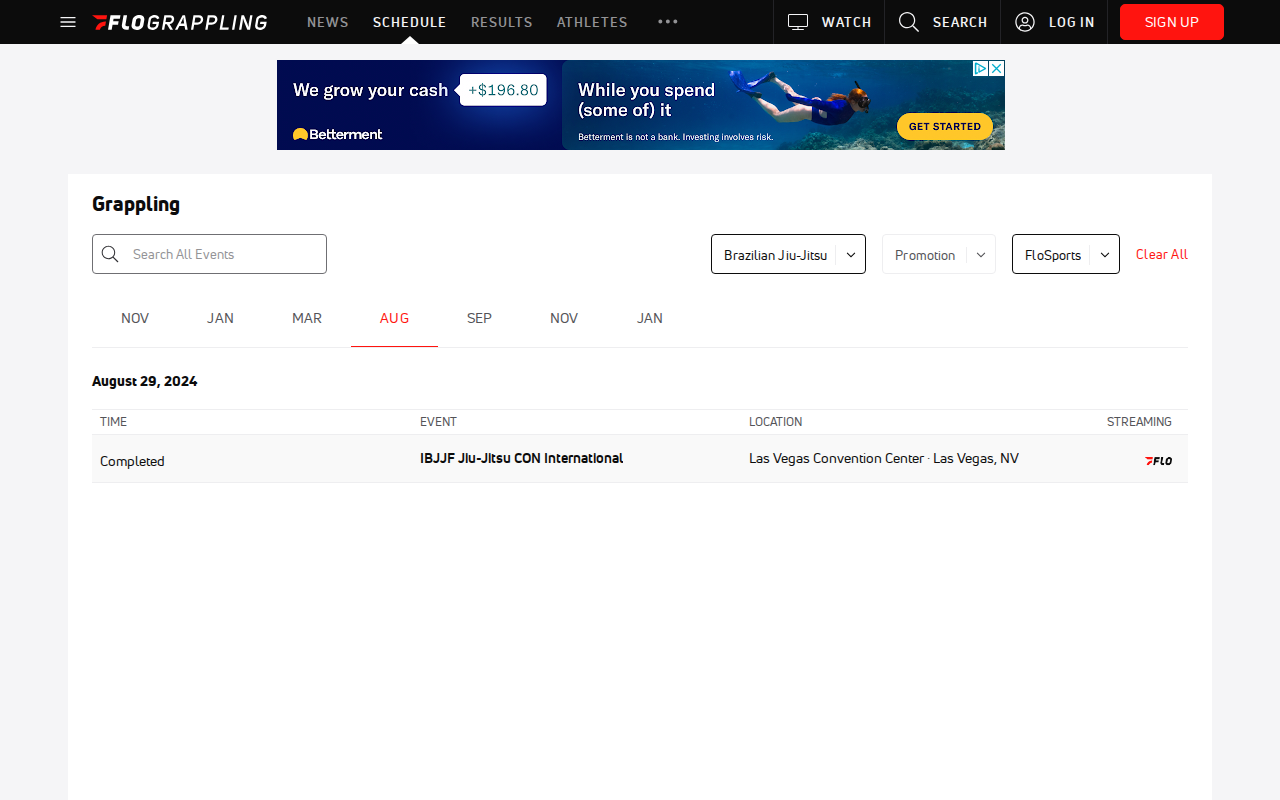 FLOGRAPPLING NEWS SCHEDULE RESULTS ATHLETES WATCH SEARCH LOG IN SIGN UP
We grow your cash +$196.80
Betterment
While you spend
(some of) it
Betterment is not a bank. Investing involves risk.
GET STARTED
Grappling
Search All Events Brazilian Jiu-Jitsu Promotion FloSports Clear All
NOV JAN MAR AUG SEP NOV JAN
August 29, 2024
TIME EVENT LOCATION STREAMING
Completed IBJJF Jiu-Jitsu CON International Las Vegas Convention Center · Las Vegas, NV FLO